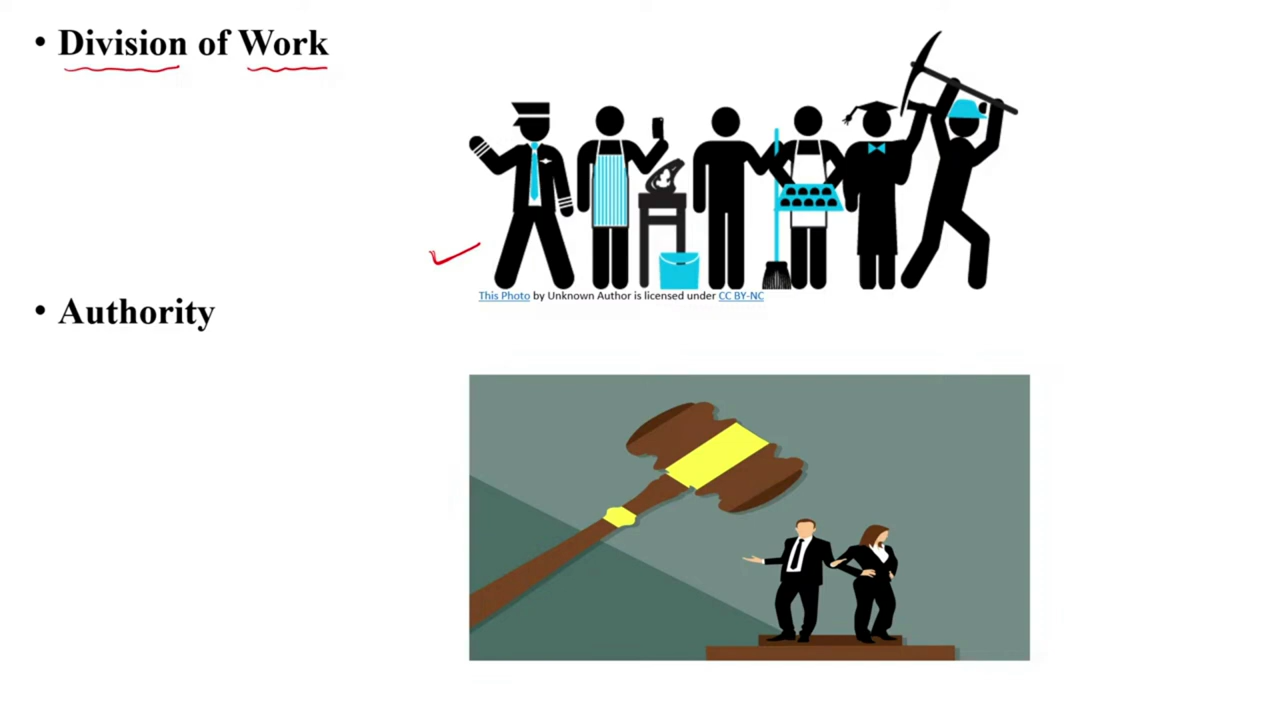 • Division of Work
This Photo by Unknown Author is licensed under CC BY-NC
• Authority